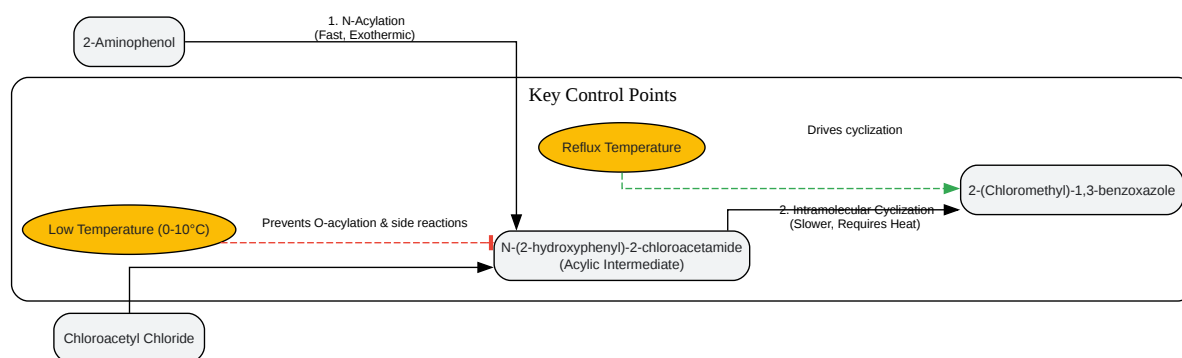 1. N-Acylation
(Fast, Exothermic)
2-Aminophenol
Key Control Points
Drives cyclization
Reflux Temperature
2-(Chloromethyl)-1,3-benzoxazole
2. Intramolecular Cyclization
(Slower, Requires Heat)
Prevents O-acylation & side reactions
Low Temperature (0-10°C)
N-(2-hydroxyphenyl)-2-chloroacetamide
(Acyclic Intermediate)
Chloroacetyl Chloride